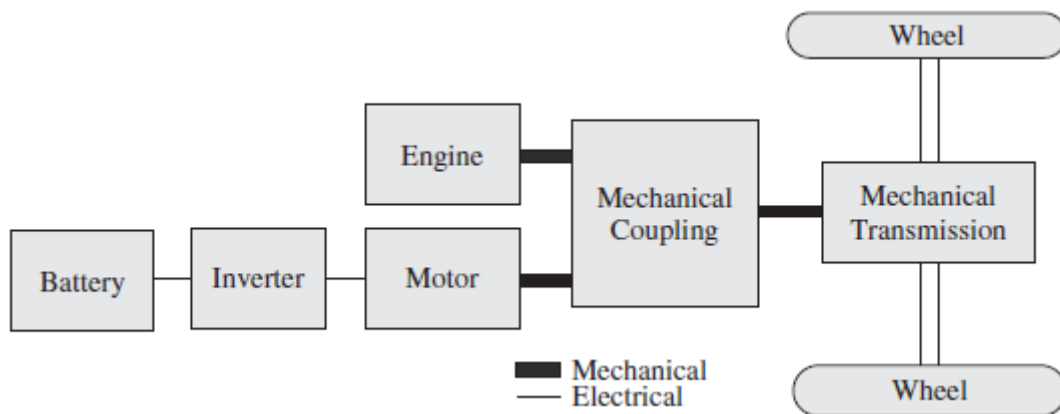 Wheel
Engine
Mechanical
Coupling
Mechanical
Transmission
Battery
Inverter
Motor
Mechanical
Electrical
Wheel